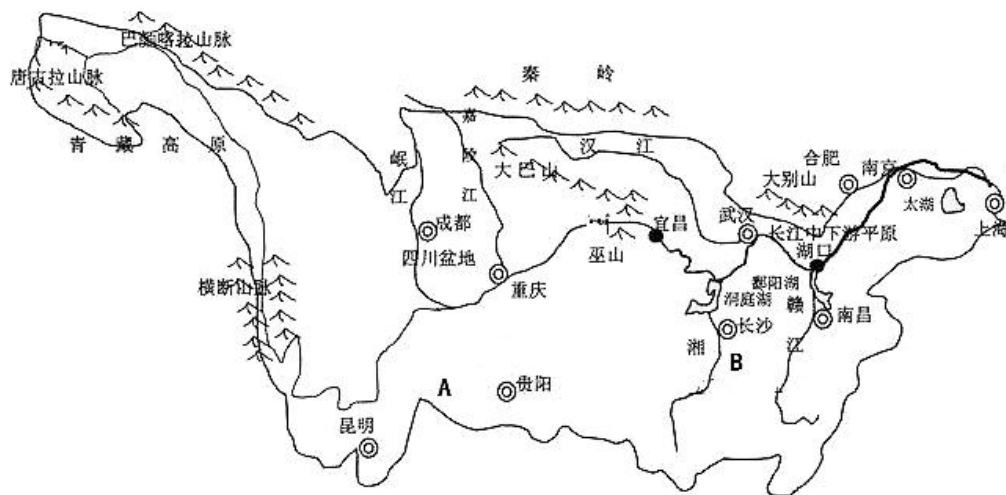 巴颜喀拉山脉
唐古拉山脉
青藏高原
秦岭
岷江
嘉陵江
汉江
大巴山
合肥
南京
大别山
太湖
上海
成都
武汉
宜昌
长江中下游平原
四川盆地
巫山
湖口
横断山脉
重庆
洞庭湖
鄱阳湖
赣江
南昌
长沙
湘
B
A
贵阳
昆明